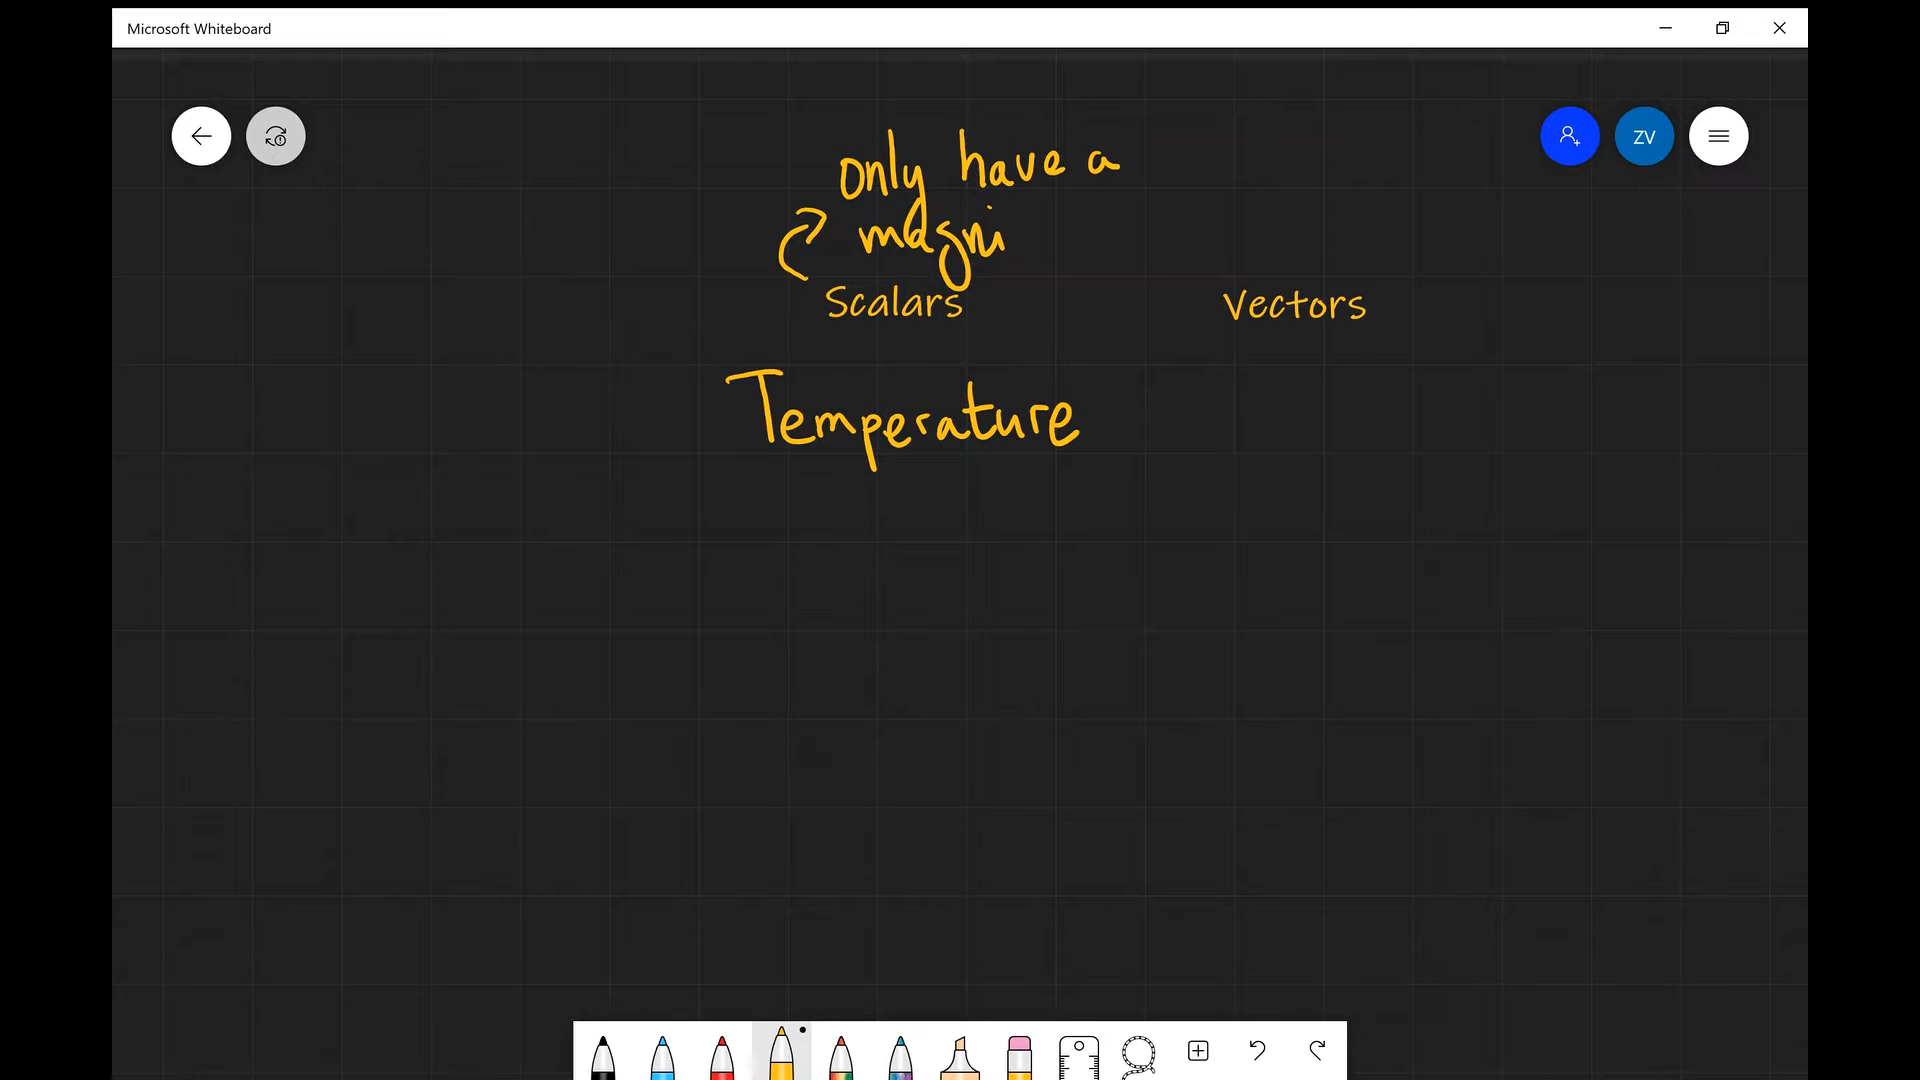 Microsoft Whiteboard
ZV
only have a
magni
Scalars Vectors
Temperature